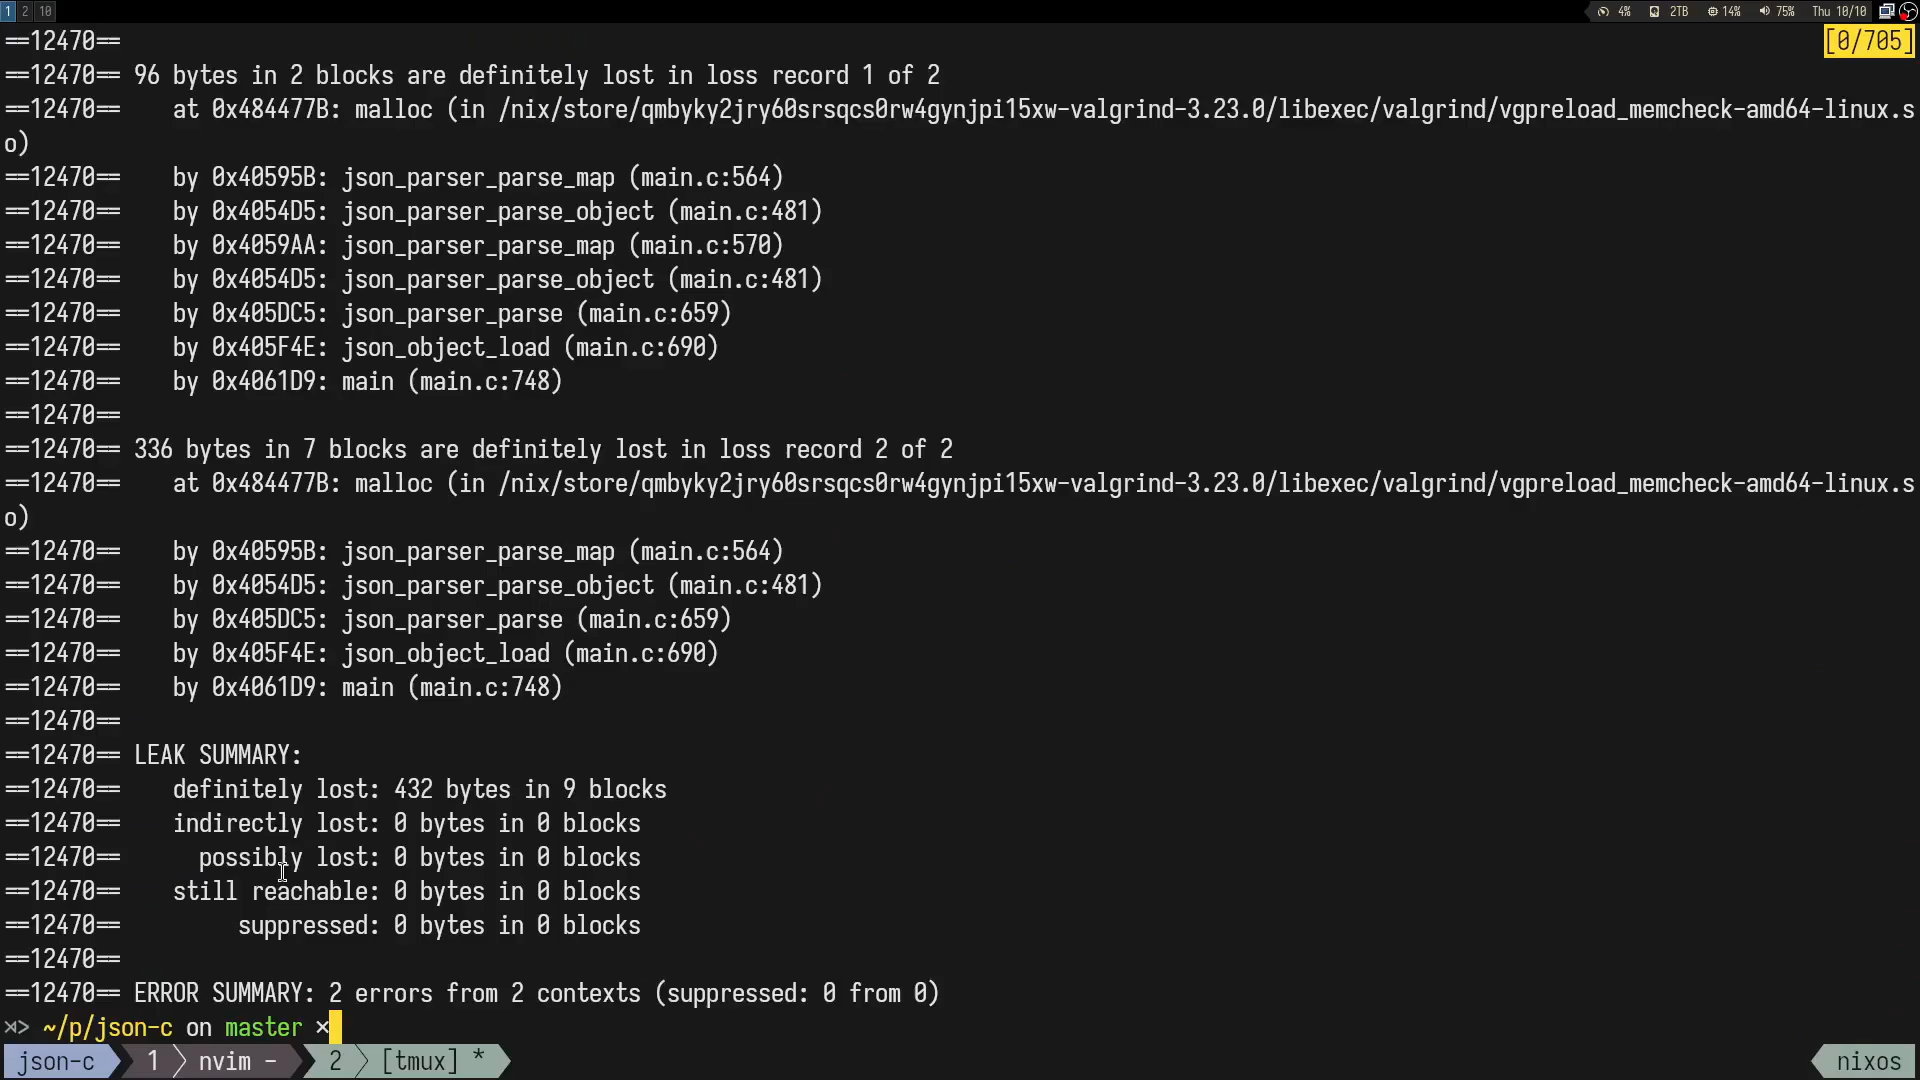 1 2 10 4% 2TB 14% 75% Thu 10/10
==12470== [0/705]
==12470== 96 bytes in 2 blocks are definitely lost in loss record 1 of 2
==12470==    at 0x484477B: malloc (in /nix/store/qmbyky2jry60srsqcs0rw4gynjpi15xw-valgrind-3.23.0/libexec/valgrind/vgpreload_memcheck-amd64-linux.s
o)
==12470==    by 0x40595B: json_parser_parse_map (main.c:564)
==12470==    by 0x4054D5: json_parser_parse_object (main.c:481)
==12470==    by 0x4059AA: json_parser_parse_map (main.c:570)
==12470==    by 0x4054D5: json_parser_parse_object (main.c:481)
==12470==    by 0x405DC5: json_parser_parse (main.c:659)
==12470==    by 0x405F4E: json_object_load (main.c:690)
==12470==    by 0x4061D9: main (main.c:748)
==12470==
==12470== 336 bytes in 7 blocks are definitely lost in loss record 2 of 2
==12470==    at 0x484477B: malloc (in /nix/store/qmbyky2jry60srsqcs0rw4gynjpi15xw-valgrind-3.23.0/libexec/valgrind/vgpreload_memcheck-amd64-linux.s
o)
==12470==    by 0x40595B: json_parser_parse_map (main.c:564)
==12470==    by 0x4054D5: json_parser_parse_object (main.c:481)
==12470==    by 0x405DC5: json_parser_parse (main.c:659)
==12470==    by 0x405F4E: json_object_load (main.c:690)
==12470==    by 0x4061D9: main (main.c:748)
==12470==
==12470== LEAK SUMMARY:
==12470==    definitely lost: 432 bytes in 9 blocks
==12470==    indirectly lost: 0 bytes in 0 blocks
==12470==      possibly lost: 0 bytes in 0 blocks
==12470==    still reachable: 0 bytes in 0 blocks
==12470==         suppressed: 0 bytes in 0 blocks
==12470==
==12470== ERROR SUMMARY: 2 errors from 2 contexts (suppressed: 0 from 0)
⋊> ~/p/json-c on master ×
json-c 1 nvim - 2 [tmux] * nixos